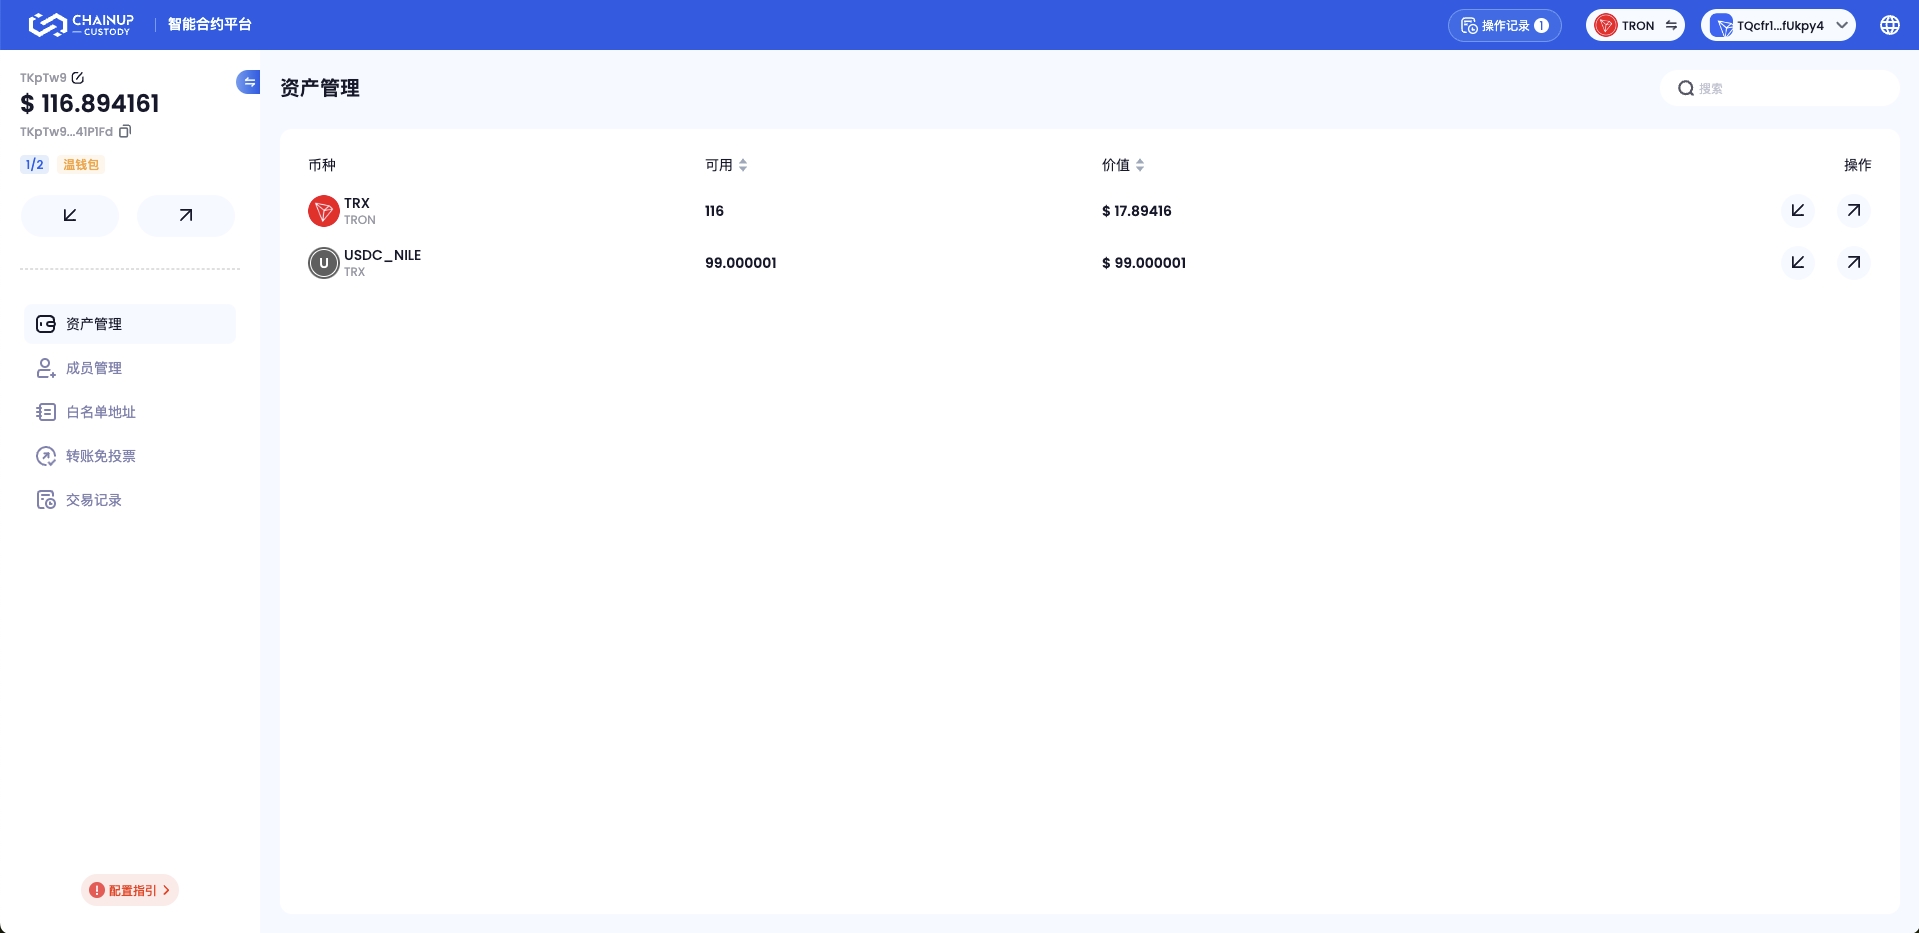 CHAINUP
CUSTODY
智能合约平台
操作记录 1
TRON
TQcfr1...fUkpy4
TKpTw9
$ 116.894161
TKpTw9...41P1Fd
1/2 温钱包
资产管理
成员管理
白名单地址
转账免投票
交易记录
配置指引
资产管理
搜索
币种 可用 价值 操作
TRX
TRON
116 $ 17.89416
U
USDC_NILE
TRX
99.000001 $ 99.000001